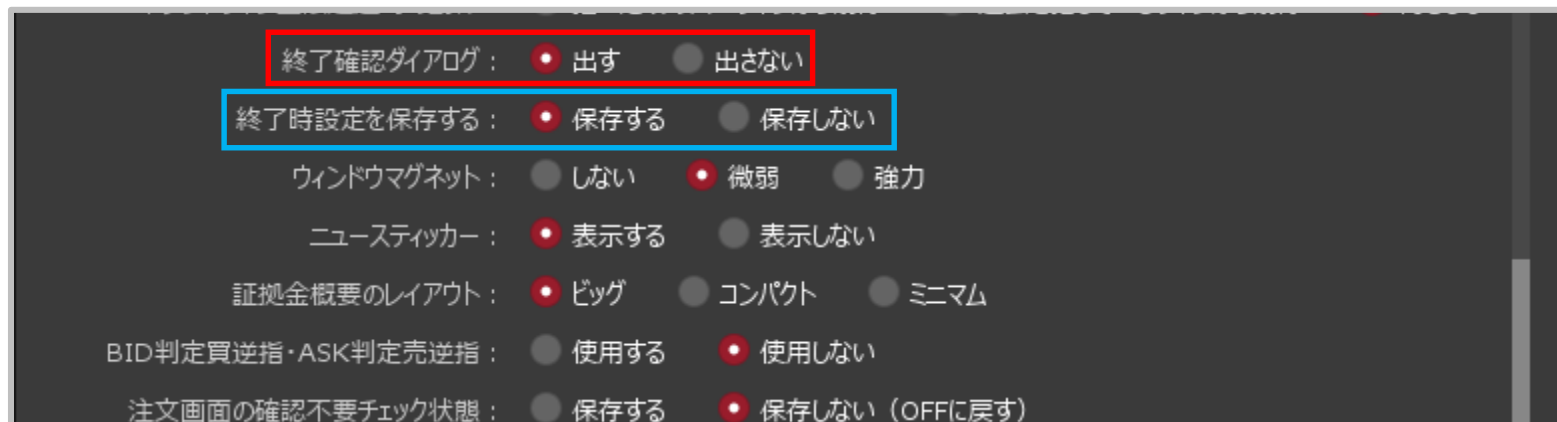 終了確認ダイアログ： 出す 出さない
終了時設定を保存する： 保存する 保存しない
ウィンドウマグネット： しない 微弱 強力
ニュースティッカー： 表示する 表示しない
証拠金概要のレイアウト： ビッグ コンパクト ミニマム
BID判定買逆指・ASK判定売逆指： 使用する 使用しない
注文画面の確認不要チェック状態： 保存する 保存しない（OFFに戻す）